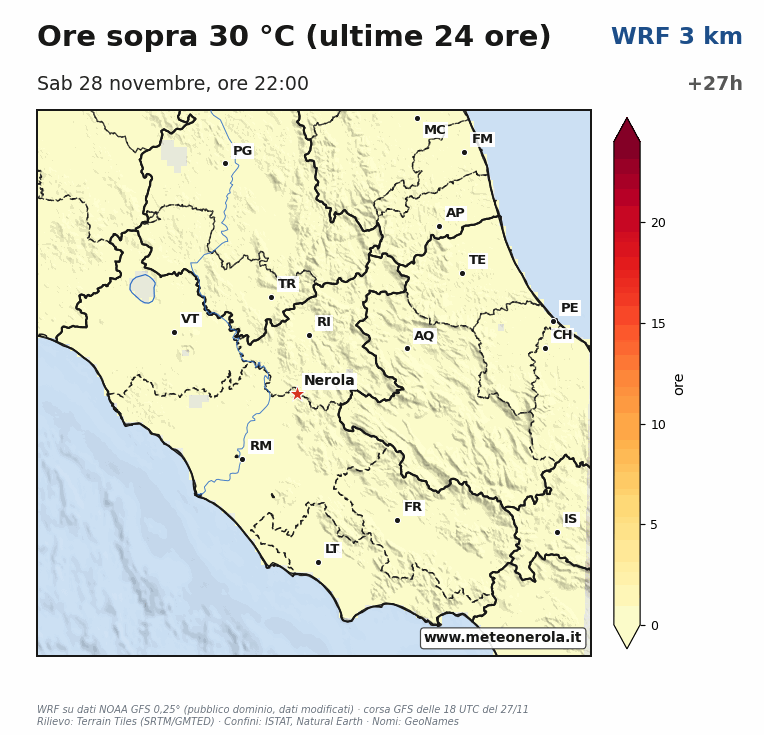 Ore sopra 30 °C (ultime 24 ore)
WRF 3 km
Sab 28 novembre, ore 22:00
+27h
MC
FM
PG
AP
TE
TR
PE
VT
RI
AQ
CH
Nerola
RM
FR
IS
LT
www.meteonerola.it
20
15
10
5
0
ore
WRF su dati NOAA GFS 0,25° (pubblico dominio, dati modificati) · corsa GFS delle 18 UTC del 27/11
Rilievo: Terrain Tiles (SRTM/GMTED) · Confini: ISTAT, Natural Earth · Nomi: GeoNames